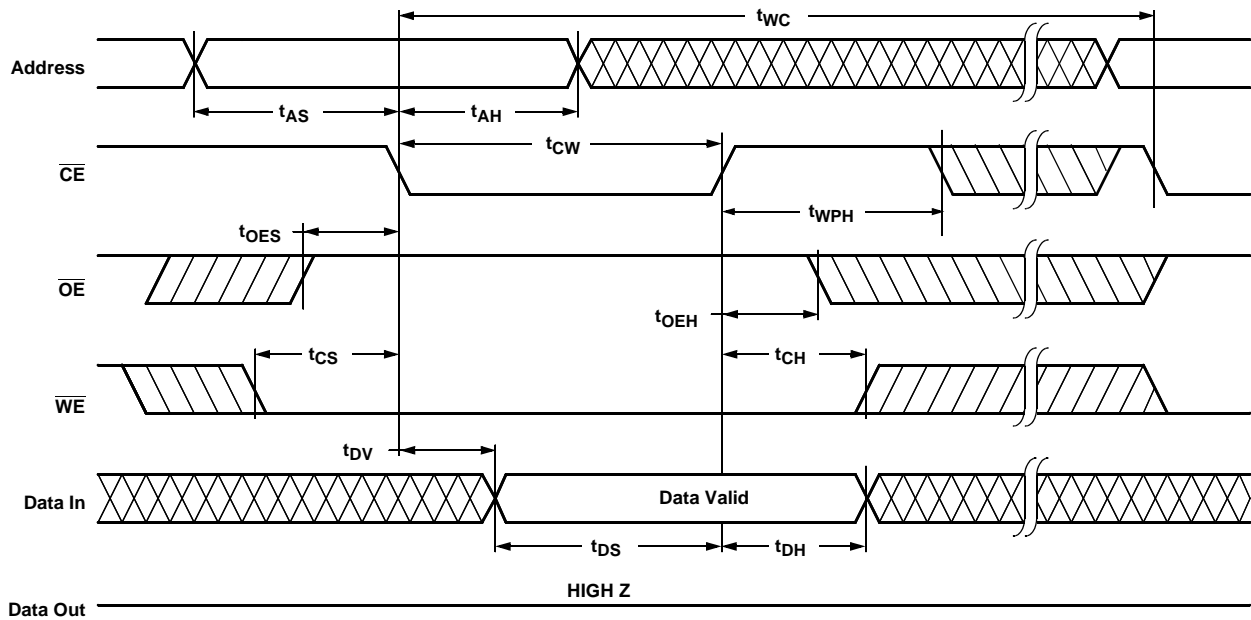 tWC
Address
tAS
tAH
tCW
CE
tWPH
tOES
OE
tOEH
tCS
tCH
WE
tDV
Data In
Data Valid
tDS
tDH
HIGH Z
Data Out